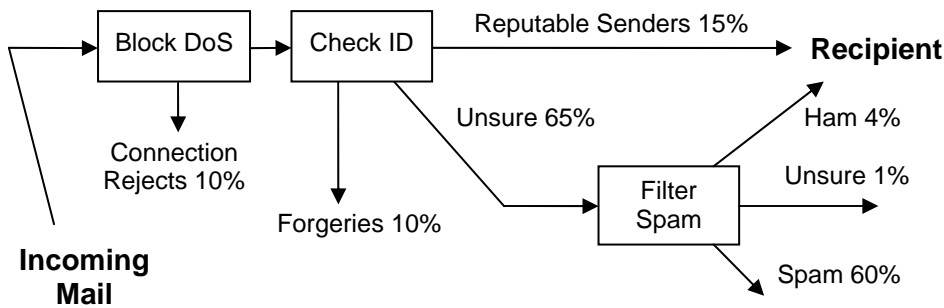 Block DoS
Check ID
Reputable Senders 15%
Recipient
Unsure 65%
Ham 4%
Connection
Rejects 10%
Unsure 1%
Filter
Spam
Forgeries 10%
Incoming
Mail
Spam 60%